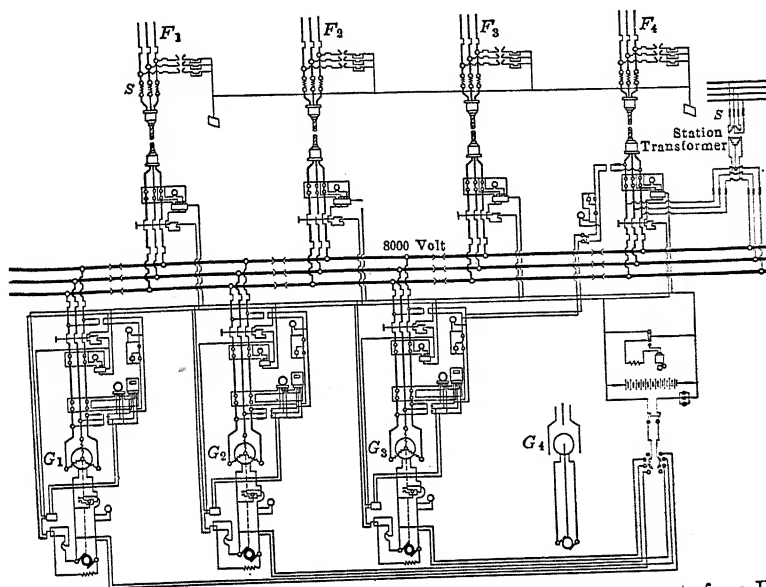 F1
F2
F3
F4
S
S
Station
Transformer
8000 Volt
G1
G2
G3
G4